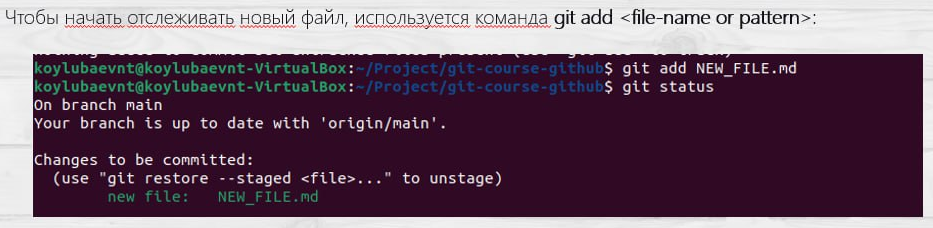 Чтобы начать отслеживать новый файл, используется команда git add <file-name or pattern>:
koylubaevnt@koylubaevnt-VirtualBox:~/Project/git-course-github$ git add NEW_FILE.md
koylubaevnt@koylubaevnt-VirtualBox:~/Project/git-course-github$ git status
On branch main
Your branch is up to date with 'origin/main'.
Changes to be committed:
(use "git restore --staged <file>..." to unstage)
new file: NEW_FILE.md